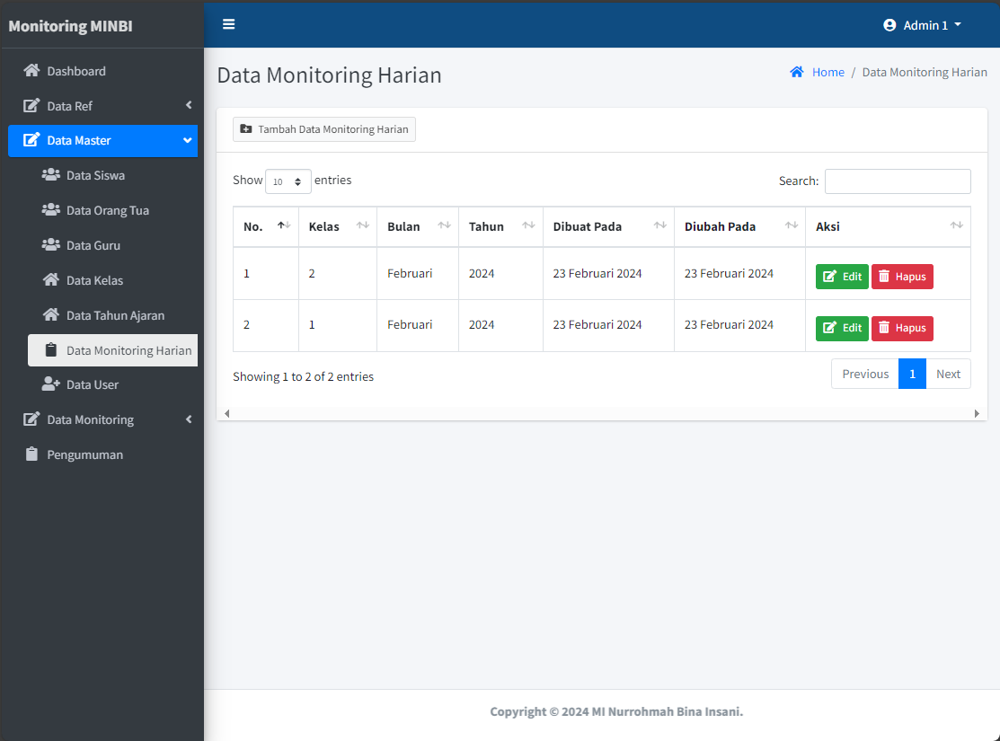 Monitoring MINBI
Admin 1
Dashboard
Data Ref
Data Master
Data Siswa
Data Orang Tua
Data Guru
Data Kelas
Data Tahun Ajaran
Data Monitoring Harian
Data User
Data Monitoring
Pengumuman
Data Monitoring Harian
Home / Data Monitoring Harian
Tambah Data Monitoring Harian
Show 10 entries
Search:
No. Kelas Bulan Tahun Dibuat Pada Diubah Pada Aksi
1 2 Februari 2024 23 Februari 2024 23 Februari 2024 Edit Hapus
2 1 Februari 2024 23 Februari 2024 23 Februari 2024 Edit Hapus
Showing 1 to 2 of 2 entries
Previous 1 Next
Copyright © 2024 MI Nurrohmah Bina Insani.